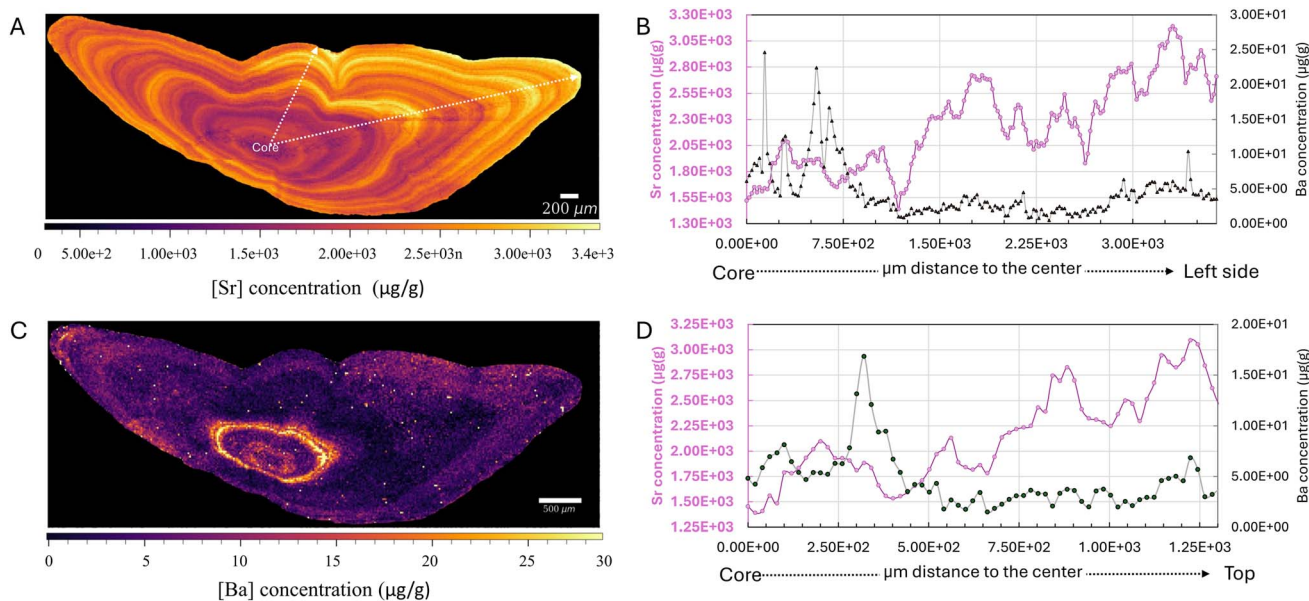 A
Core
200 μm
0 5.00e+2 1.00e+3 1.5e+3 2.00e+3 2.5e+03n 3.00e+3 3.4e+3
[Sr] concentration (µg/g)
B
Sr concentration (µg(g)
3.30E+03
3.05E+03
2.80E+03
2.55E+03
2.30E+03
2.05E+03
1.80E+03
1.55E+03
1.30E+03
3.00E+01
2.50E+01
2.00E+01
1.50E+01
1.00E+01
5.00E+00
0.00E+00
Ba concentration (µg(g)
0.00E+00 7.50E+02 1.50E+03 2.25E+03 3.00E+03
Core µm distance to the center Left side
C
500 μm
0 5 10 15 20 25 30
[Ba] concentration (µg/g)
D
Sr concentration (µg(g)
3.25E+03
3.00E+03
2.75E+03
2.50E+03
2.25E+03
2.00E+03
1.75E+03
1.50E+03
1.25E+03
2.00E+01
1.50E+01
1.00E+01
5.00E+00
0.00E+00
Ba concentration (µg(g)
0.00E+00 2.50E+02 5.00E+02 7.50E+02 1.00E+03 1.25E+03
Core µm distance to the center Top